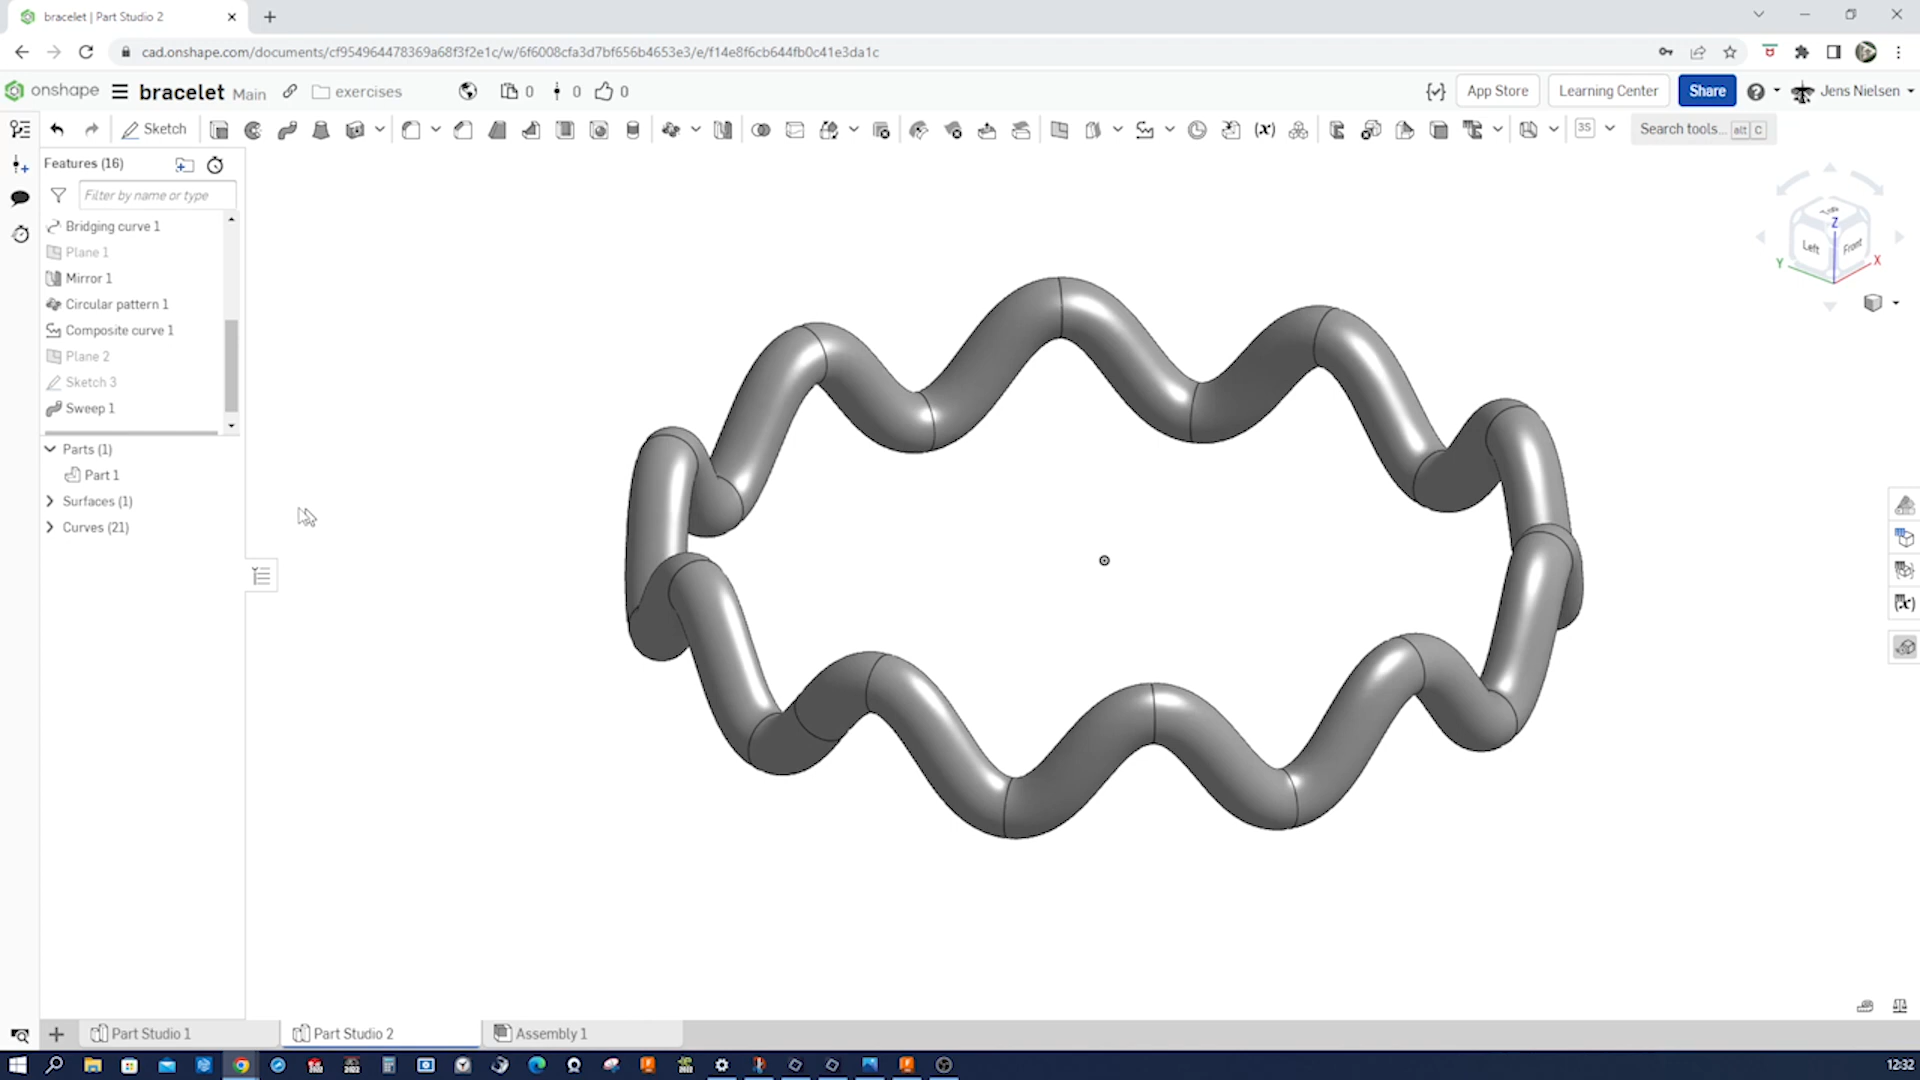 bracelet | Part Studio 2
cad.onshape.com/documents/cf954964478369a68f3f2e1c/w/6f6008cfa3d7bf656b4653e3/e/f14e8f6cb644fb0c41e3da1c
onshape bracelet Main exercises 0 0 0 App Store Learning Center Share Jens Nielsen
Sketch (x) 3S Search tools... alt C
Features (16)
Filter by name or type
Bridging curve 1
Plane 1
Mirror 1
Circular pattern 1
Composite curve 1
Plane 2
Sketch 3
Sweep 1
Parts (1)
Part 1
Surfaces (1)
Curves (21)
Top
Z
Left Front
Y X
(x)
Part Studio 1 Part Studio 2 Assembly 1
12:32